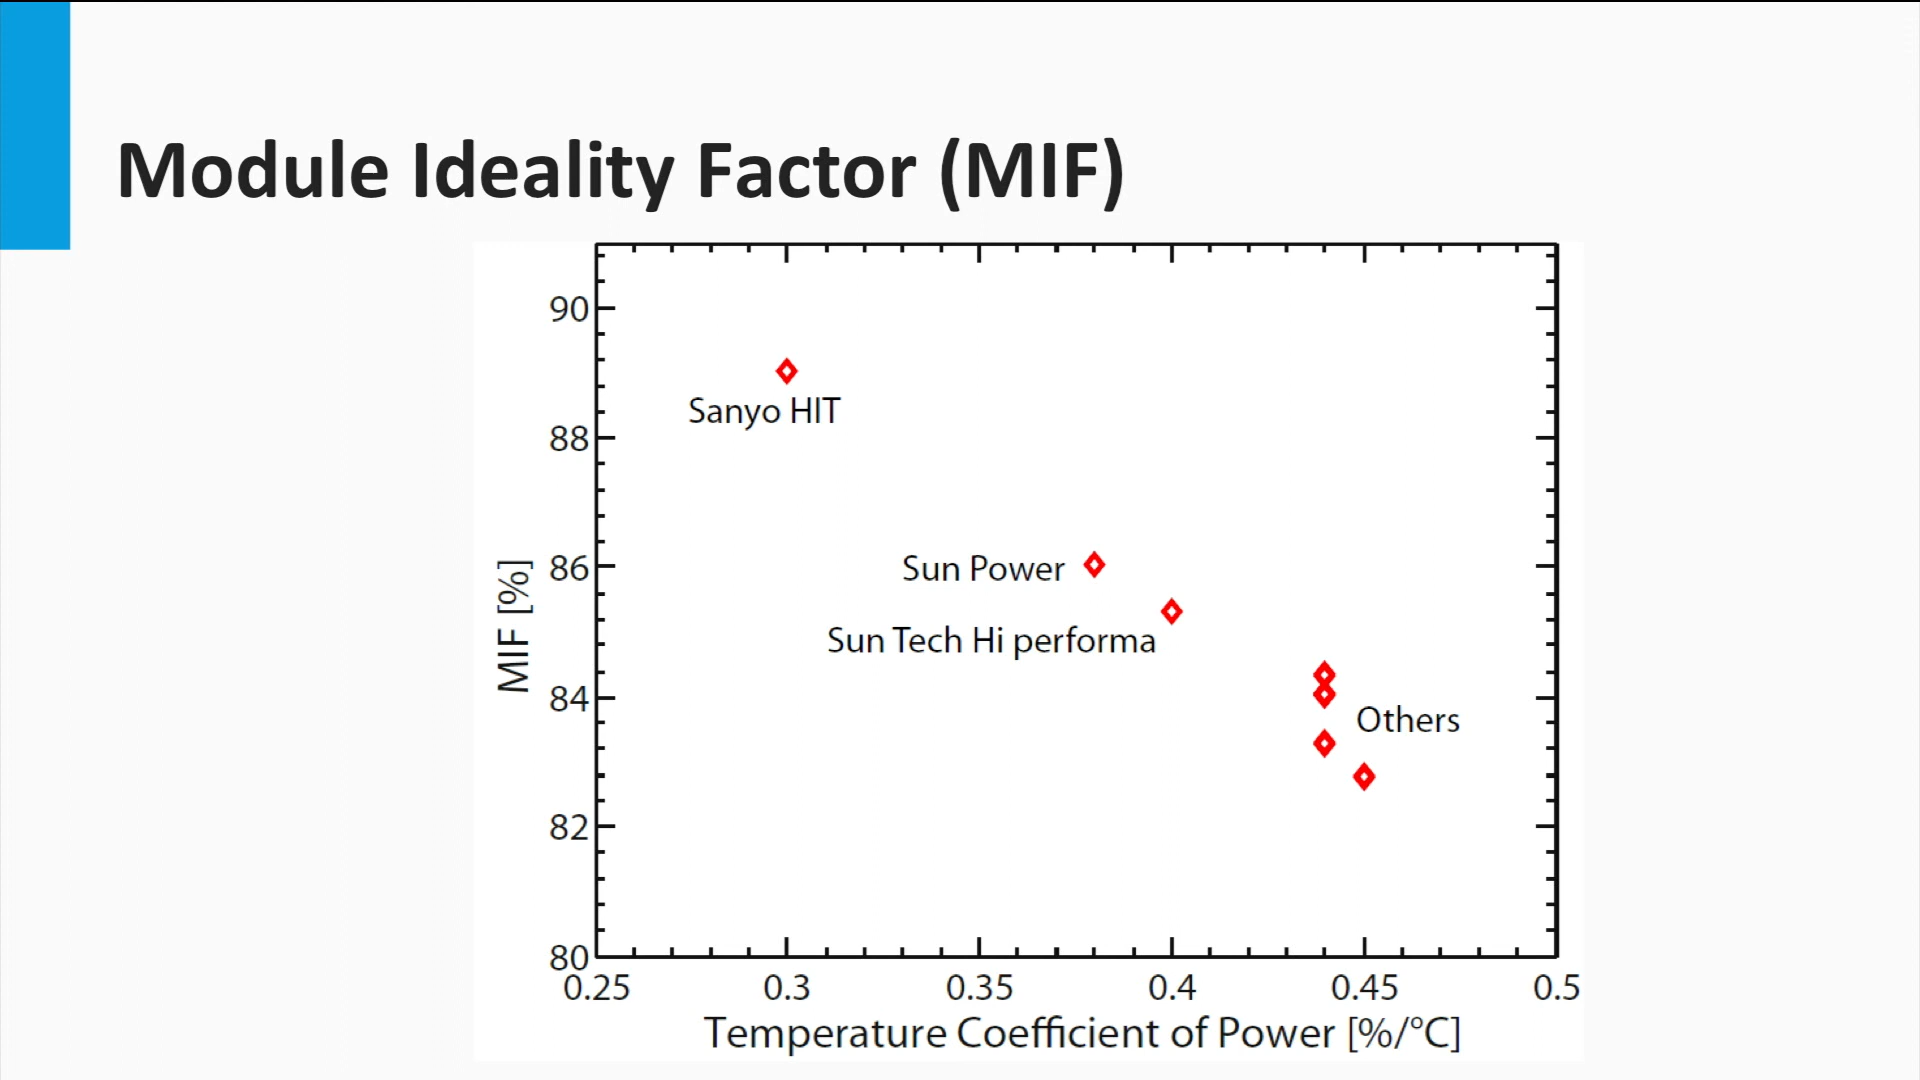 Module Ideality Factor (MIF)
90
Sanyo HIT
88
86
Sun Power
Sun Tech Hi performa
MIF [%]
84
Others
82
80
0.25 0.3 0.35 0.4 0.45 0.5
Temperature Coefficient of Power [%/°C]